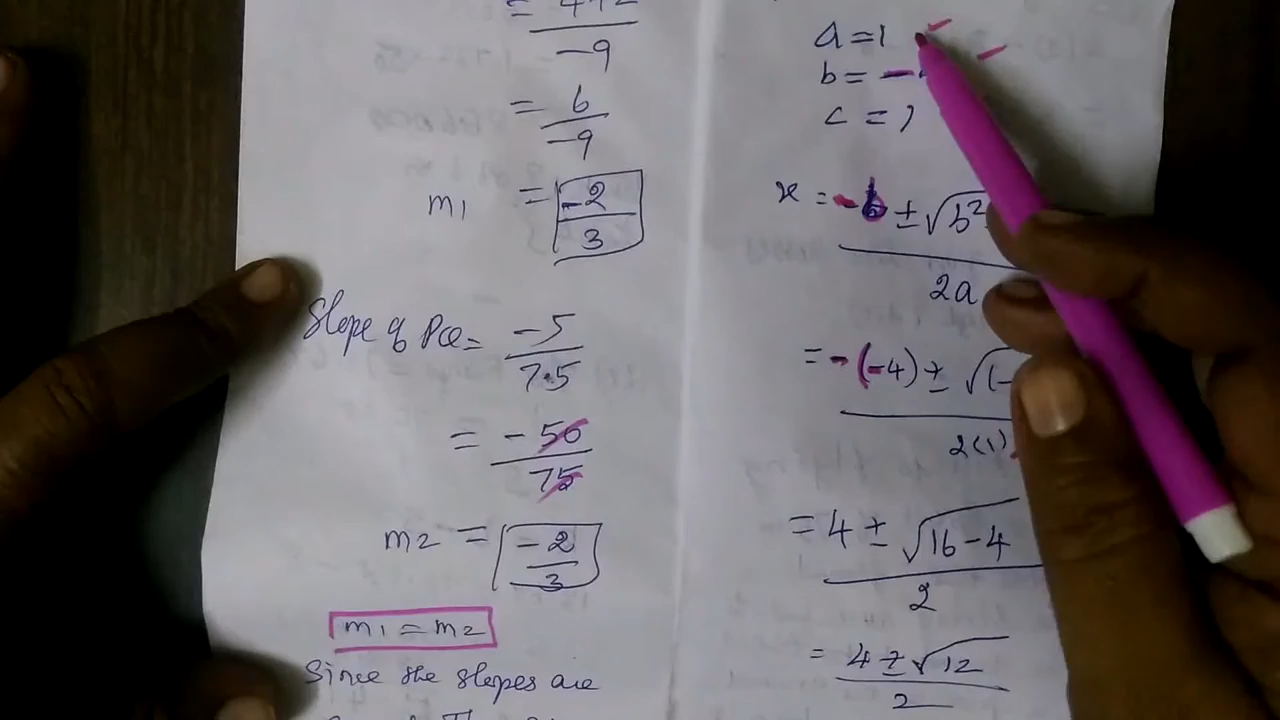 -9
= 6
-9
m1 = -2
3
Slope of PQ = -5
7.5
= -50
75
m2 = -2
3
m1 = m2
Since the slopes are
a = 1
b = -
c = 1
x = -b ± √b²
2a
= -(-4) ± √(-
2(1)
= 4 ± √16-4
2
= 4 ± √12
2